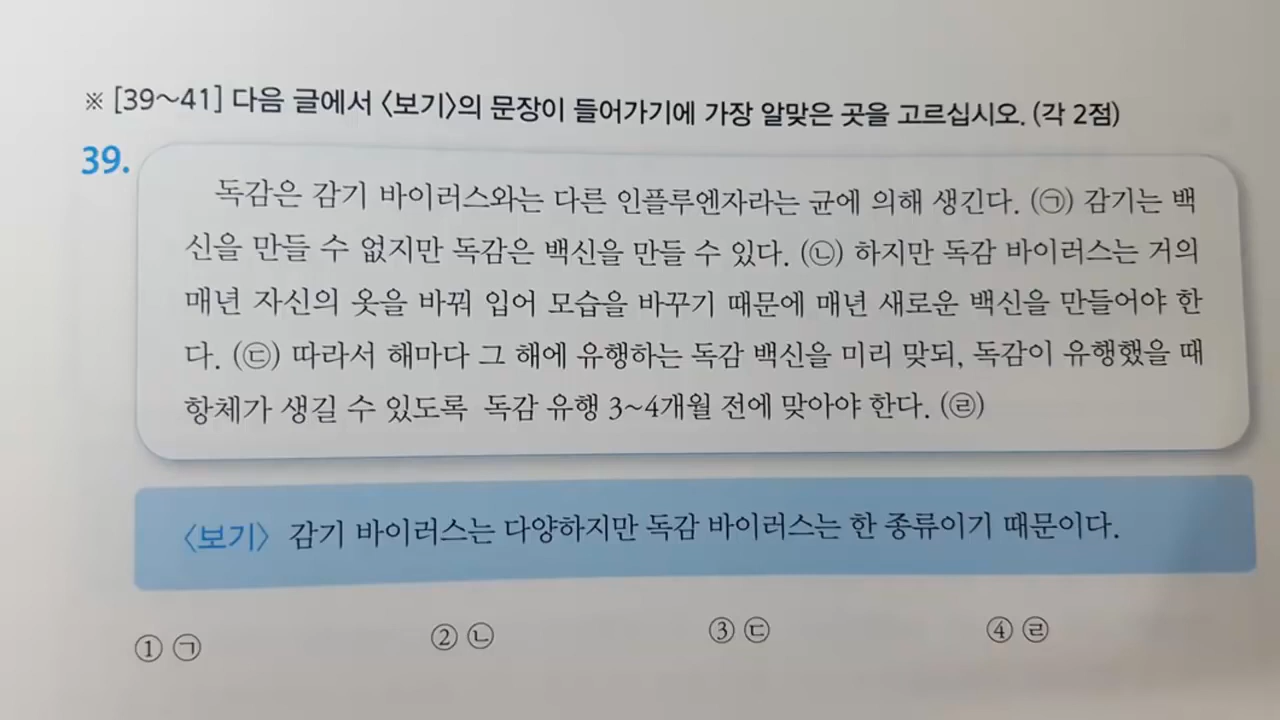 ※ [39~41] 다음 글에서 〈보기〉의 문장이 들어가기에 가장 알맞은 곳을 고르십시오. (각 2점)
39.
독감은 감기 바이러스와는 다른 인플루엔자라는 균에 의해 생긴다. (㉠) 감기는 백
신을 만들 수 없지만 독감은 백신을 만들 수 있다. (㉡) 하지만 독감 바이러스는 거의
매년 자신의 옷을 바꿔 입어 모습을 바꾸기 때문에 매년 새로운 백신을 만들어야 한
다. (㉢) 따라서 해마다 그 해에 유행하는 독감 백신을 미리 맞되, 독감이 유행했을 때
항체가 생길 수 있도록 독감 유행 3~4개월 전에 맞아야 한다. (㉣)
〈보기〉 감기 바이러스는 다양하지만 독감 바이러스는 한 종류이기 때문이다.
① ㉠ ② ㉡ ③ ㉢ ④ ㉣